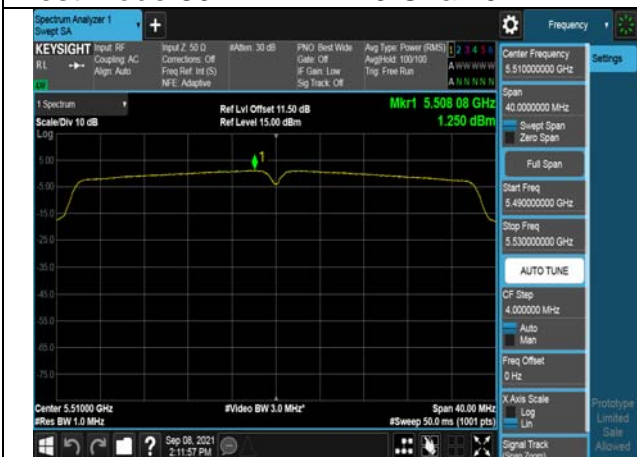 Spectrum Analyzer 1
Swept SA
+
Frequency
KEYSIGHT
RL
Input: RF
Coupling: AC
Align: Auto
Input Z: 50 Ω
Corrections: Off
Freq Ref: Int (S)
NFE: Adaptive
#Atten: 30 dB
PNO: Best Wide
Gate: Off
IF Gain: Low
Sig Track: Off
Avg Type: Power (RMS)
Avg|Hold: 100/100
Trig: Free Run
1 2 3 4 5 6
A W W W W W
A N N N N N
1 Spectrum
Scale/Div 10 dB
Ref Lvl Offset 11.50 dB
Ref Level 15.00 dBm
Mkr1 5.508 08 GHz
1.250 dBm
Log
5.00
-5.00
-15.0
-25.0
-35.0
-45.0
-55.0
-65.0
-75.0
1
Center 5.51000 GHz
#Res BW 1.0 MHz
#Video BW 3.0 MHz*
Span 40.00 MHz
#Sweep 50.0 ms (1001 pts)
Sep 08, 2021
2:11:57 PM
Center Frequency
5.510000000 GHz
Settings
Span
40.0000000 MHz
Swept Span
Zero Span
Full Span
Start Freq
5.490000000 GHz
Stop Freq
5.530000000 GHz
AUTO TUNE
CF Step
4.000000 MHz
Auto
Man
Freq Offset
0 Hz
X Axis Scale
Log
Lin
Signal Track
(Span Zoom)
Prototype
Limited
Sale
Allowed